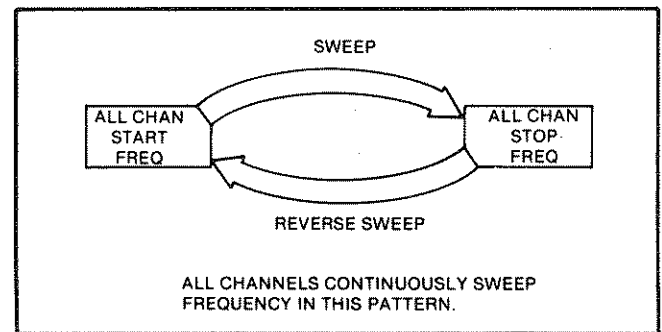 SWEEP
ALL CHAN
START
FREQ
ALL CHAN
STOP
FREQ
REVERSE SWEEP
ALL CHANNELS CONTINUOUSLY SWEEP
FREQUENCY IN THIS PATTERN.